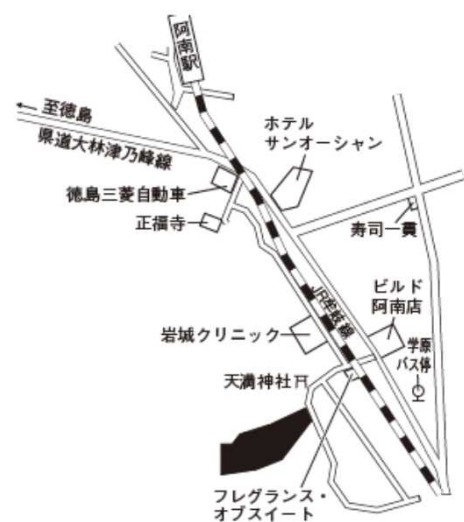 阿南駅
←至徳島
県道大林津乃峰線
ホテル
サンオーシャン
徳島三菱自動車
正福寺
寿司一貫
JR牟岐線
ビルド
阿南店
岩城クリニック
学原
バス停
天満神社
フレグランス・
オブスイート